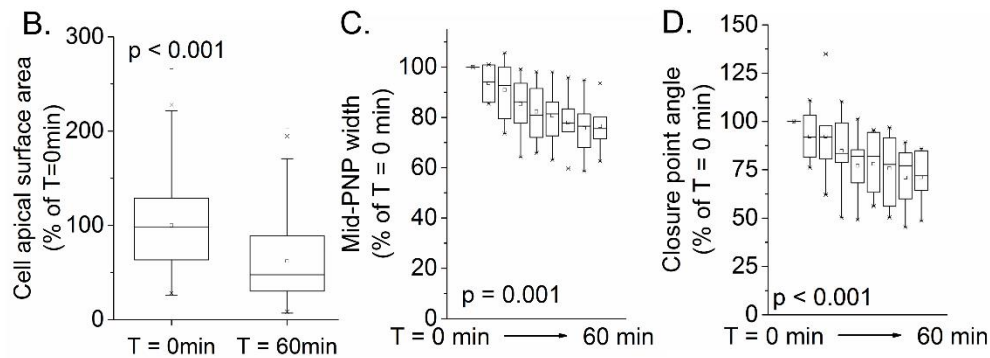 B.
Cell apical surface area
(% of T=0min)
300
200
100
0
p < 0.001
T = 0min
T = 60min
C.
Mid-PNP width
(% of T = 0 min)
100
80
60
40
20
0
p = 0.001
T = 0 min
60 min
D.
Closure point angle
(% of T = 0 min)
150
125
100
75
50
25
0
p < 0.001
T = 0 min
60 min